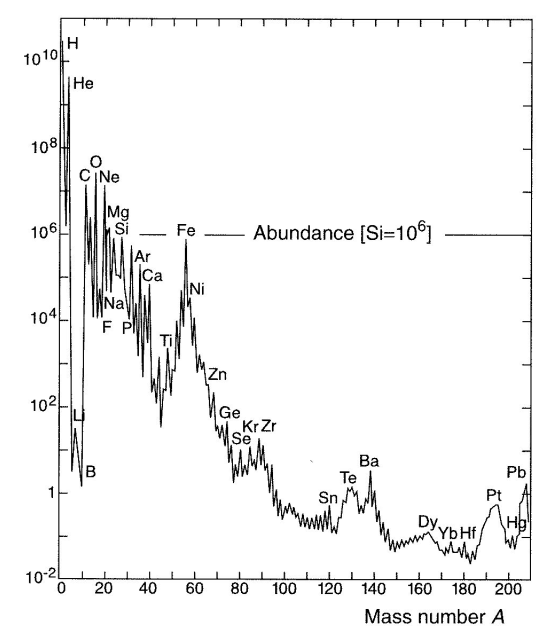 H
10^10
He
10^8
O
C Ne
Mg
Si
Fe
10^6
Abundance [Si=10^6]
Ar
Ca
Ni
Na
F P
10^4
Ti
Zn
10^2
Li Ge Kr Zr
Se
Ba
B Te Pb
1
Sn Pt
Dy Hg
Yb Hf
10^-2
0 20 40 60 80 100 120 140 160 180 200
Mass number A